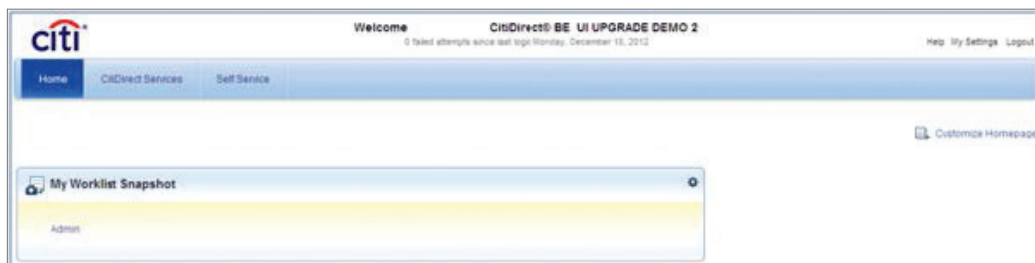 citi
Welcome CitiDirect® BE UI UPGRADE DEMO 2
0 failed attempts since last login Monday, December 10, 2012
Help My Settings Logout
Home CitiDirect Services Self Service
Customize Homepage
My Worklist Snapshot
Admin